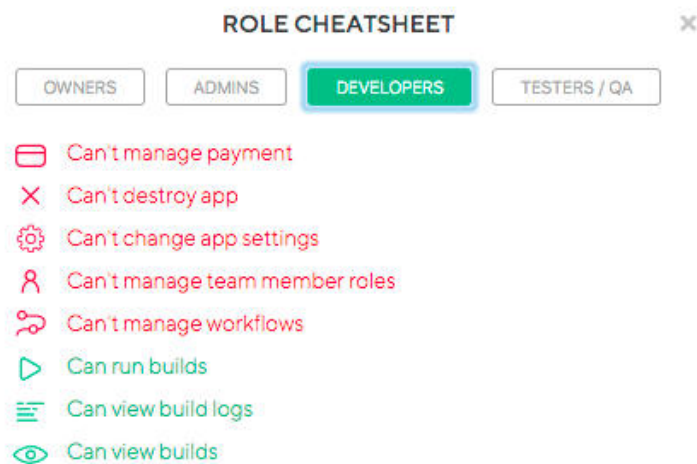 ROLE CHEATSHEET
OWNERS ADMINS DEVELOPERS TESTERS / QA
Can't manage payment
Can't destroy app
Can't change app settings
Can't manage team member roles
Can't manage workflows
Can run builds
Can view build logs
Can view builds